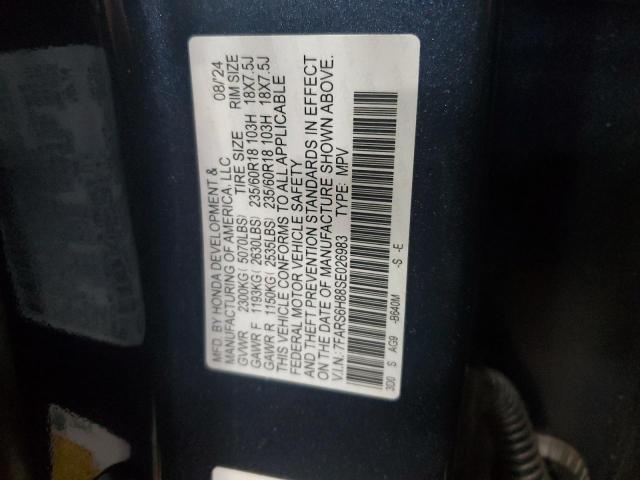 MFD. BY HONDA DEVELOPMENT & 08/'24
MANUFACTURING OF AMERICA, LLC
GVWR 2300KG( 5070LBS) TIRE SIZE RIM SIZE
GAWR F 1193KG( 2630LBS) 235/60R18 103H 18X7.5J
GAWR R 1150KG( 2535LBS) 235/60R18 103H 18X7.5J
THIS VEHICLE CONFORMS TO ALL APPLICABLE
FEDERAL MOTOR VEHICLE SAFETY
AND THEFT PREVENTION STANDARDS IN EFFECT
ON THE DATE OF MANUFACTURE SHOWN ABOVE.
V.I.N.: 7FARS6H88SE026983 TYPE: MPV
3D0 S AG9 -B640M -S -E